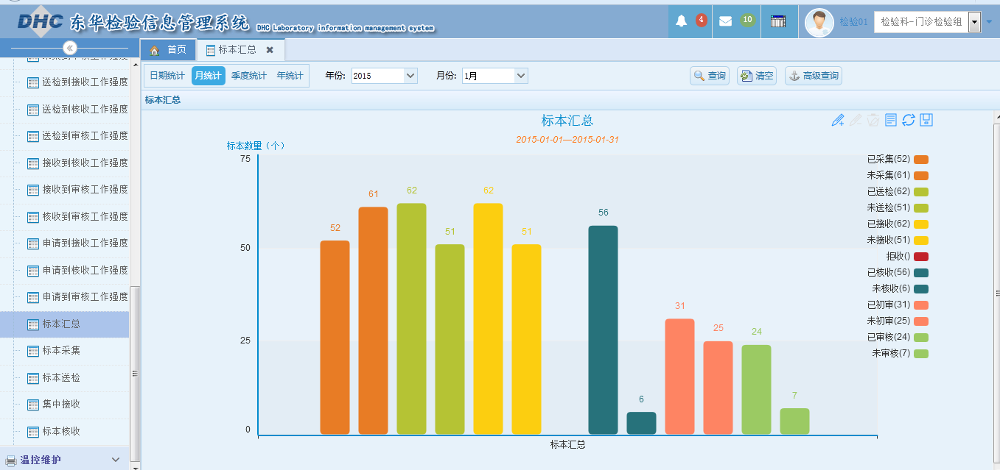 DHC 东华检验信息管理系统 DHC Laboratory information management system
4
10
检验01
检验科-门诊检验组
首页
标本汇总
送检到接收工作强度
送检到核收工作强度
送检到审核工作强度
接收到核收工作强度
接收到审核工作强度
核收到审核工作强度
申请到接收工作强度
申请到核收工作强度
申请到审核工作强度
标本汇总
标本采集
标本送检
集中接收
标本核收
温控维护
日期统计 月统计 季度统计 年统计 年份: 2015 月份: 1月 查询 清空 高级查询
标本汇总
标本汇总
2015-01-01—2015-01-31
标本数量（个）
75
50
25
0
52
61
62
51
62
51
56
6
31
25
24
7
标本汇总
已采集(52)
未采集(61)
已送检(62)
未送检(51)
已接收(62)
未接收(51)
拒收()
已核收(56)
未核收(6)
已初审(31)
未初审(25)
已审核(24)
未审核(7)